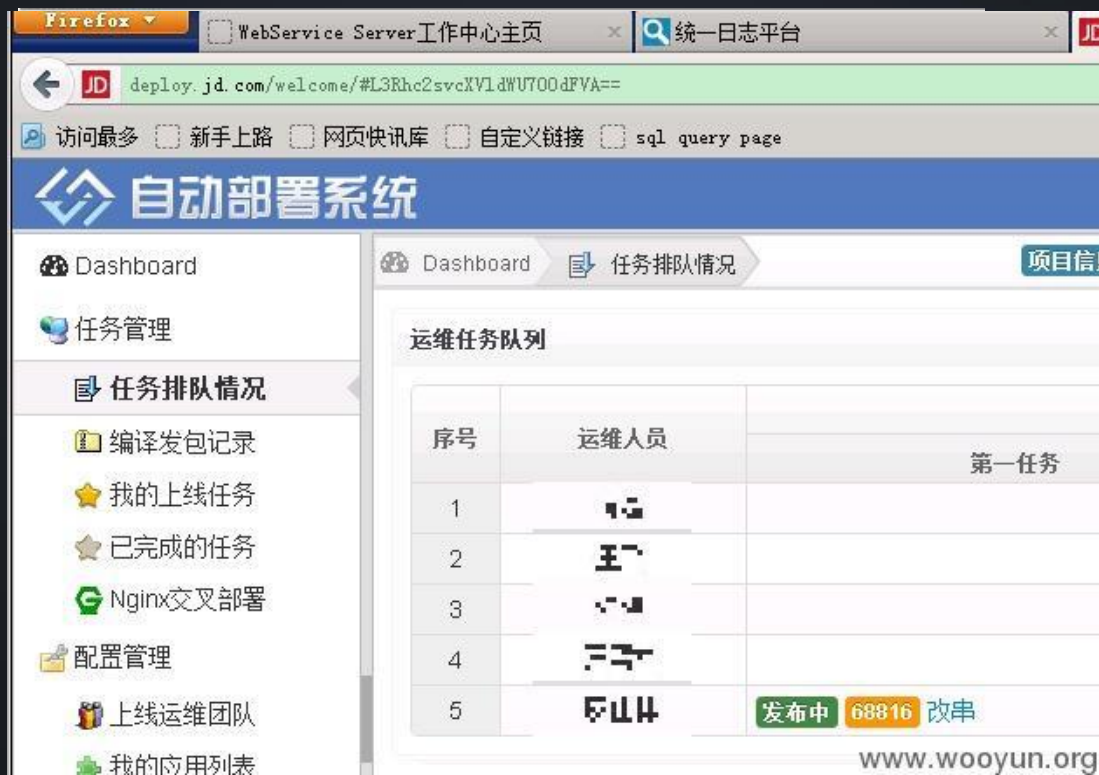 Firefox
WebService Server工作中心主页
统一日志平台
JD
JD
deploy.jd.com/welcome/#L3Rhc2svcXVldWU7OOdFVA==
访问最多 新手上路 网页快讯库 自定义链接 sql query page
自动部署系统
Dashboard
任务管理
任务排队情况
编译发包记录
我的上线任务
已完成的任务
Nginx交叉部署
配置管理
上线运维团队
我的应用列表
Dashboard 任务排队情况 项目信
运维任务队列
序号 运维人员 第一任务
1
2
3
4
5 发布中 68816 改串
www.wooyun.org